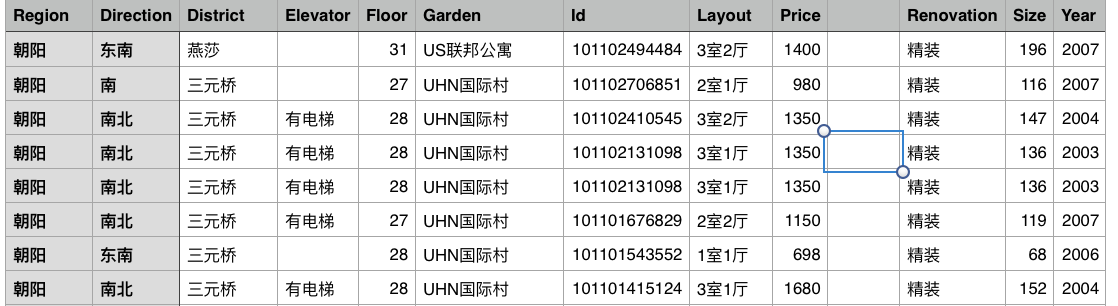 Region Direction District Elevator Floor Garden Id Layout Price Renovation Size Year
朝阳 东南 燕莎 31 US联邦公寓 101102494484 3室2厅 1400 精装 196 2007
朝阳 南 三元桥 27 UHN国际村 101102706851 2室1厅 980 精装 116 2007
朝阳 南北 三元桥 有电梯 28 UHN国际村 101102410545 3室2厅 1350 精装 147 2004
朝阳 南北 三元桥 有电梯 28 UHN国际村 101102131098 3室1厅 1350 精装 136 2003
朝阳 南北 三元桥 有电梯 28 UHN国际村 101102131098 3室1厅 1350 精装 136 2003
朝阳 南北 三元桥 有电梯 27 UHN国际村 101101676829 2室2厅 1150 精装 119 2007
朝阳 东南 三元桥 28 UHN国际村 101101543552 1室1厅 698 精装 68 2006
朝阳 南北 三元桥 有电梯 28 UHN国际村 101101415124 3室1厅 1680 精装 152 2004